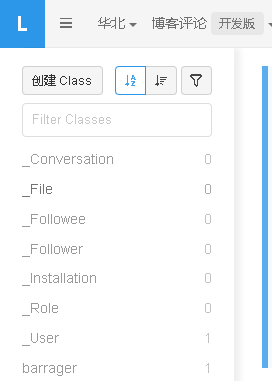 L 华北 博客评论 开发版
创建 Class
Filter Classes
_Conversation 0
_File 0
_Followee 0
_Follower 0
_Installation 0
_Role 0
_User 1
barrager 1